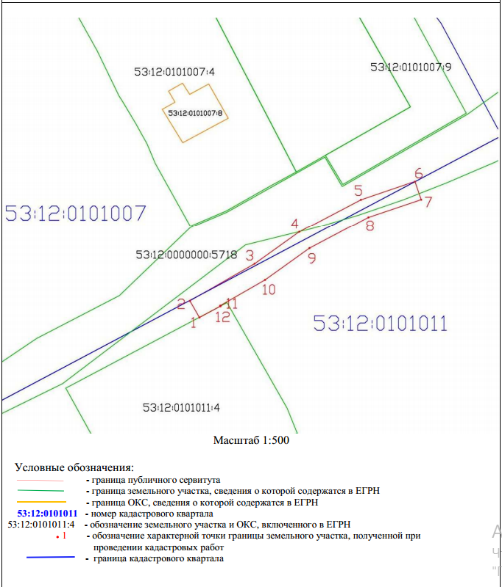 53:12:0101007:4
53:12:0101007:9
53:12:0101007:8
53:12:0101007
6
5
7
8
4
53:12:0000000:5718
9
3
10
2
11
1
12
53:12:0101011
53:12:0101011:4
Масштаб 1:500
Условные обозначения:
- граница публичного сервитута
- граница земельного участка, сведения о которой содержатся в ЕГРН
- граница ОКС, сведения о которой содержатся в ЕГРН
53:12:0101011 - номер кадастрового квартала
53:12:0101011:4 - обозначение земельного участка и ОКС, включенного в ЕГРН
1 - обозначение характерной точки границы земельного участка, полученной при
проведении кадастровых работ
- граница кадастрового квартала